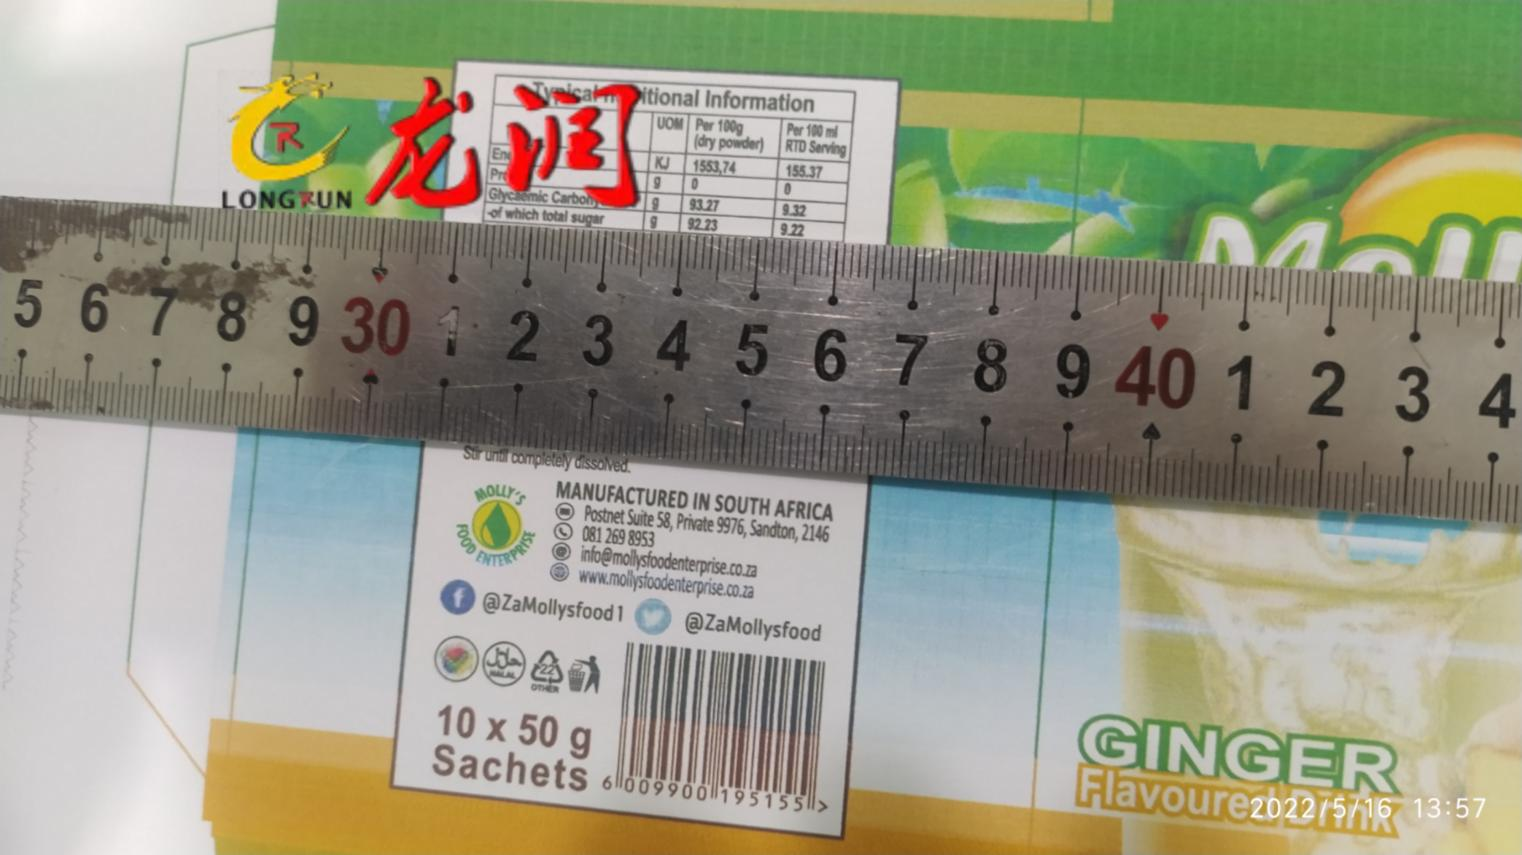 龙润
LONGRUN
Typical itional Information
UOM Per 100g (dry powder) Per 100 ml RTD Serving
KJ 1553,74 155.37
g 0 0
Glycaemic g 93.27 9.32
-of which total sugar g 92.23 9.22
5 6 7 8 9 30 1 2 3 4 5 6 7 8 9 40 1 2 3 4
Moll
Stir until completely dissolved.
MOLLY'S
FOOD ENTERPRISE
MANUFACTURED IN SOUTH AFRICA
Postnet Suite 58, Private 9976, Sandton, 2146
081 269 8953
info@mollysfoodenterprise.co.za
www.mollysfoodenterprise.co.za
@ZaMollysfood1 @ZaMollysfood
HALAL
22
OTHER
10 x 50 g
Sachets
6 009900 195155 >
GINGER
Flavoured Drink
2022/5/16 13:57